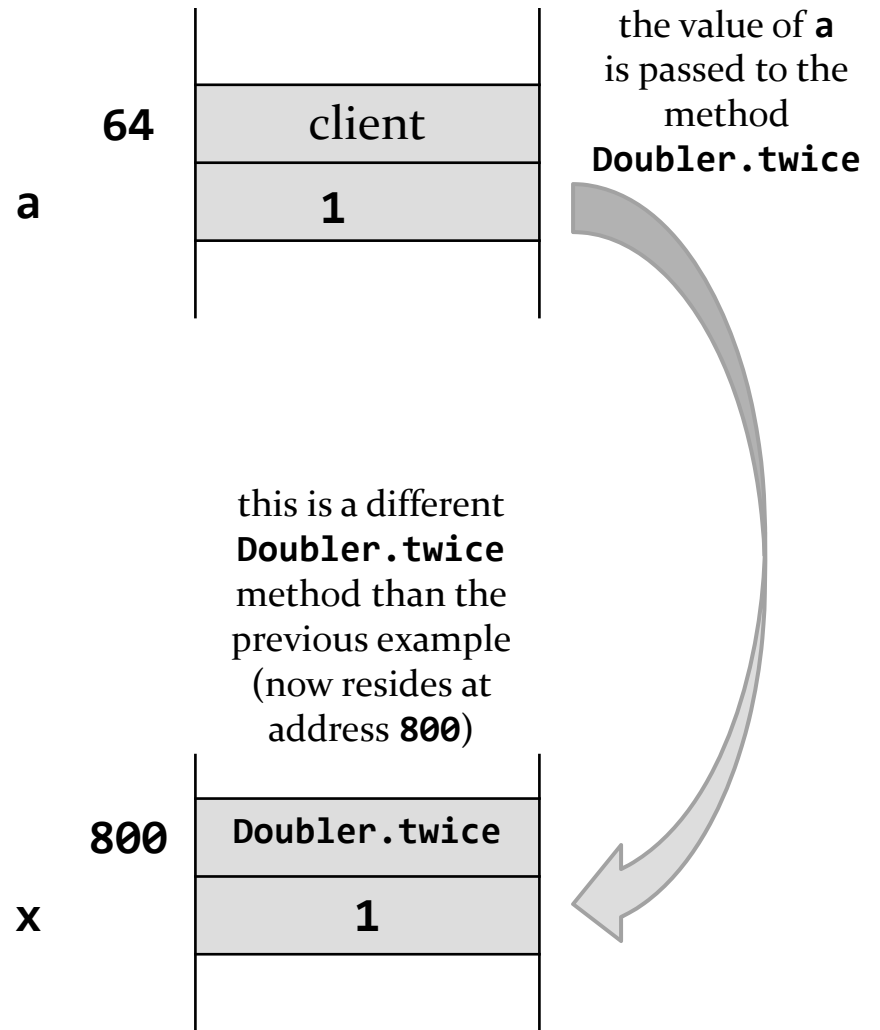 the value of a
is passed to the
method
Doubler.twice
64
client
a
1
this is a different
Doubler.twice
method than the
previous example
(now resides at
address 800)
800
Doubler.twice
x
1